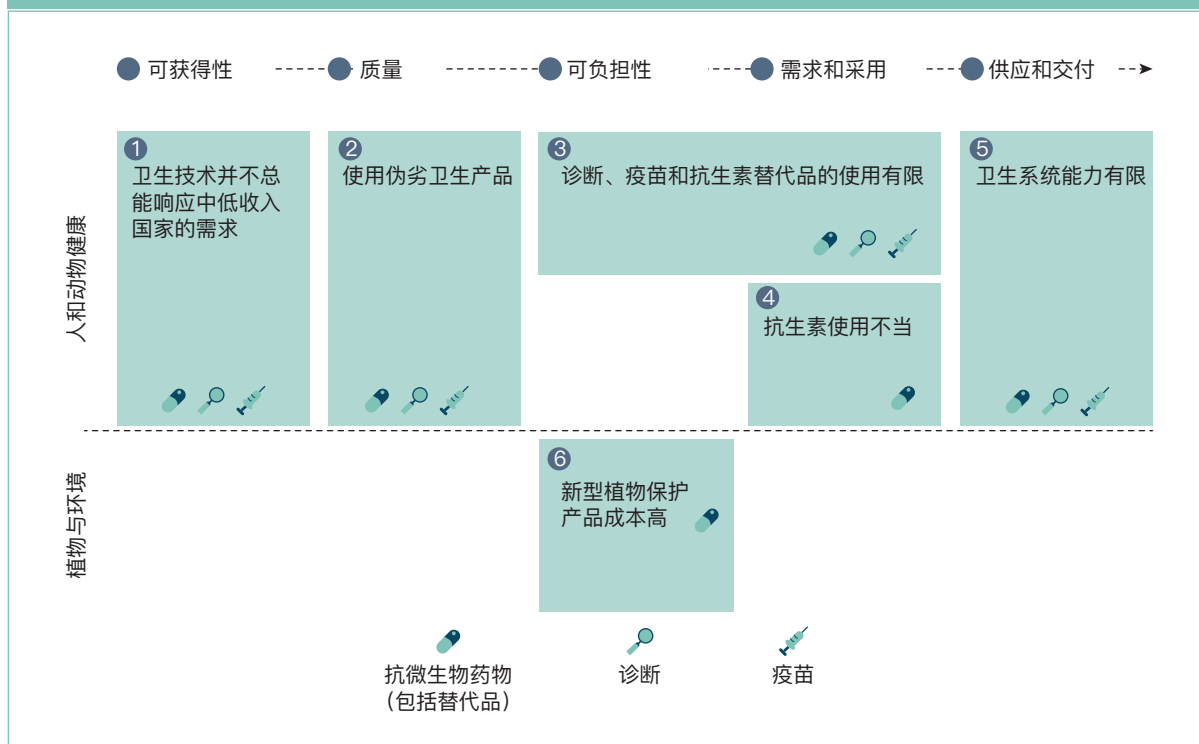 可获得性
质量
可负担性
需求和采用
供应和交付
人和动物健康
1
卫生技术并不总
能响应中低收入
国家的需求
2
使用伪劣卫生产品
3
诊断、疫苗和抗生素替代品的使用有限
4
抗生素使用不当
5
卫生系统能力有限
植物与环境
6
新型植物保护
产品成本高
抗微生物药物
（包括替代品）
诊断
疫苗